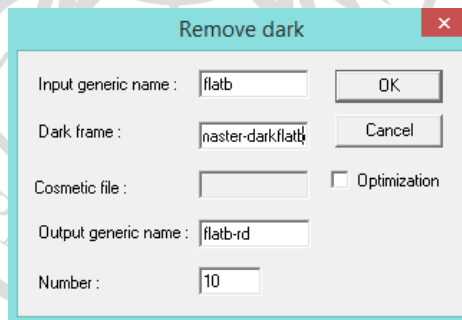 Remove dark
Input generic name : flatb OK
Dark frame : naster-darkflatb Cancel
Cosmetic file : Optimization
Output generic name : flatb-rd
Number : 10